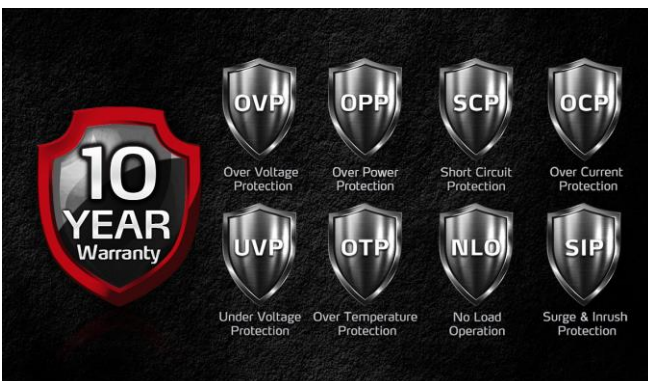 10
YEAR
Warranty
OVP
Over Voltage
Protection
OPP
Over Power
Protection
SCP
Short Circuit
Protection
OCP
Over Current
Protection
UVP
Under Voltage
Protection
OTP
Over Temperature
Protection
NLO
No Load
Operation
SIP
Surge & Inrush
Protection